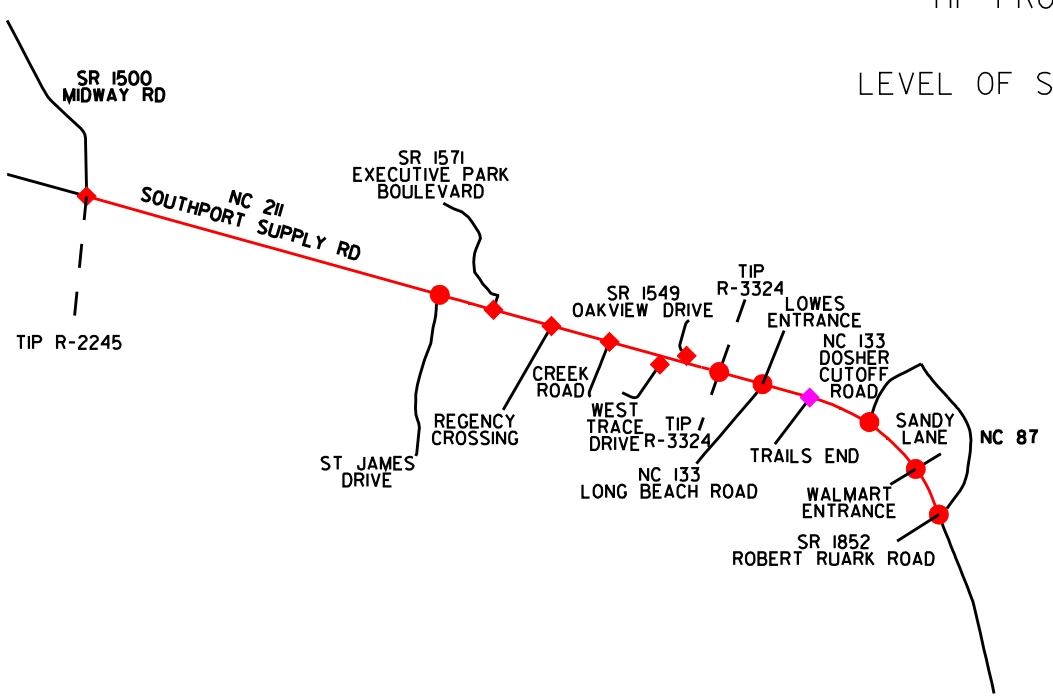 LEVEL OF S
SR 1500
MIDWAY RD
SR 1571
EXECUTIVE PARK
BOULEVARD
NC 211
SOUTHPORT SUPPLY RD
TIP R-2245
TIP
R-3324
SR 1549
OAKVIEW DRIVE
LOWES
ENTRANCE
NC 133
DOSHER
CUTOFF
ROAD
CREEK
ROAD
WEST
TRACE
DRIVE
TIP
R-3324
REGENCY
CROSSING
SANDY
LANE
NC 87
ST JAMES
DRIVE
NC 133
LONG BEACH ROAD
TRAILS END
WALMART
ENTRANCE
SR 1852
ROBERT RUARK ROAD